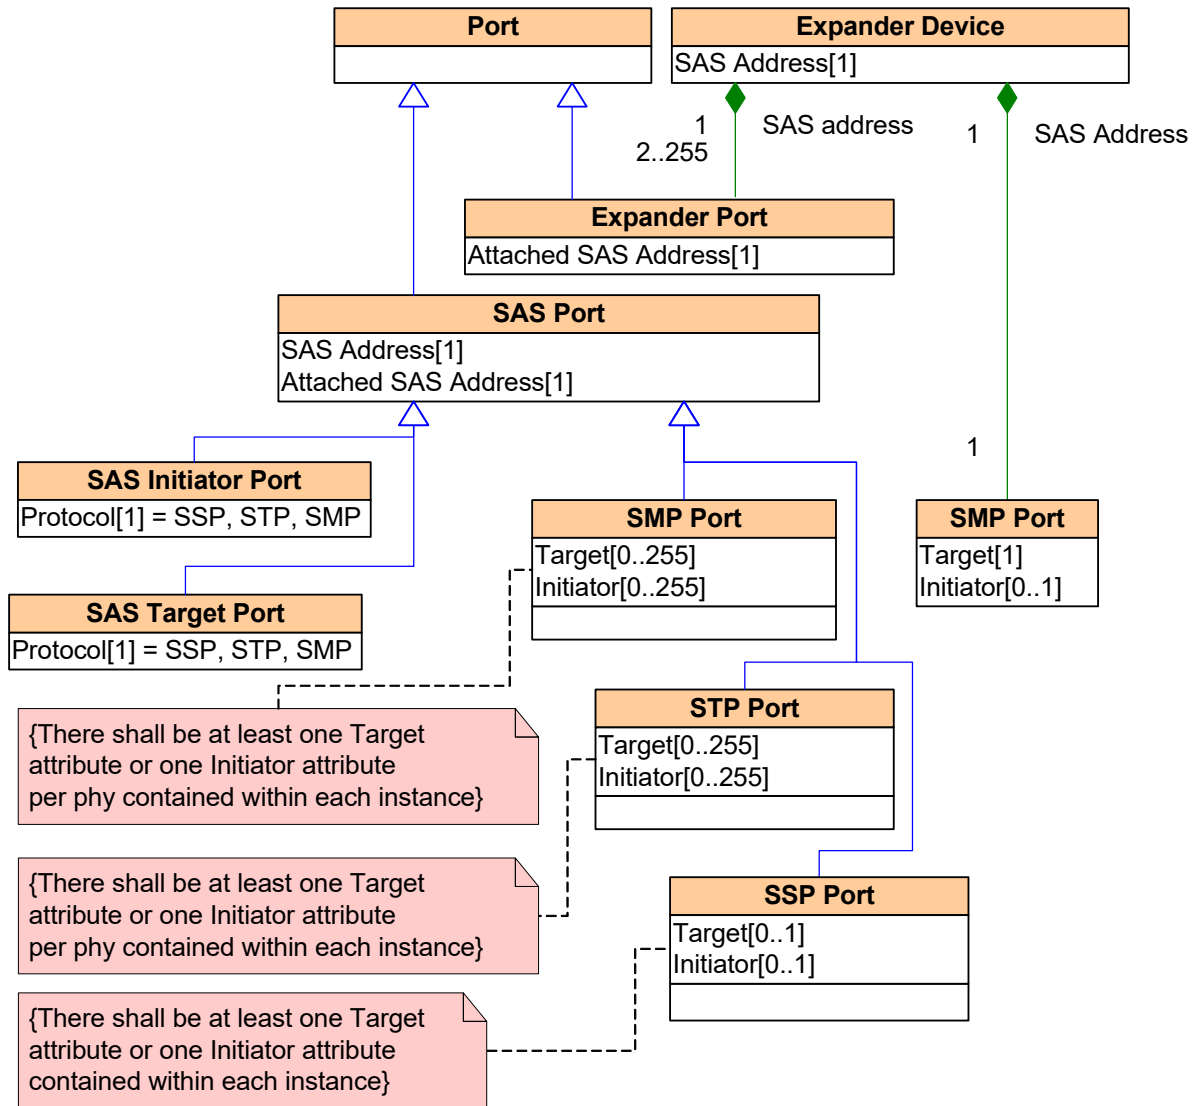 Port
Expander Device
SAS Address[1]
1
SAS address
2..255
1
SAS Address
Expander Port
Attached SAS Address[1]
SAS Port
SAS Address[1]
Attached SAS Address[1]
1
SAS Initiator Port
Protocol[1] = SSP, STP, SMP
SMP Port
Target[0..255]
Initiator[0..255]
SMP Port
Target[1]
Initiator[0..1]
SAS Target Port
Protocol[1] = SSP, STP, SMP
STP Port
Target[0..255]
Initiator[0..255]
{There shall be at least one Target
attribute or one Initiator attribute
per phy contained within each instance}
{There shall be at least one Target
attribute or one Initiator attribute
per phy contained within each instance}
SSP Port
Target[0..1]
Initiator[0..1]
{There shall be at least one Target
attribute or one Initiator attribute
contained within each instance}